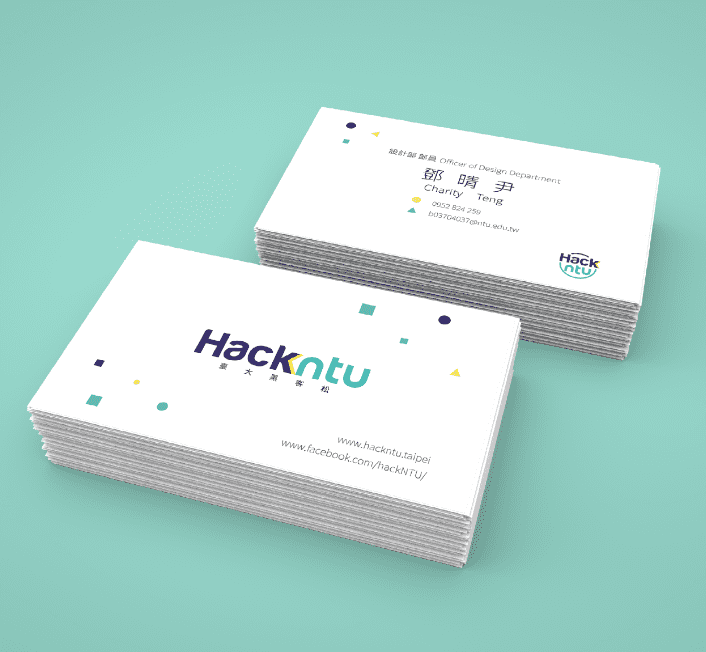 設計部 部員 Officer of Design Department
鄧 晴 尹
Charity Teng
0952 824 259
b03704037@ntu.edu.tw
Hack
ntu
Hackntu
臺 大 黑 客 松
www.hackntu.taipei
www.facebook.com/hackNTU/